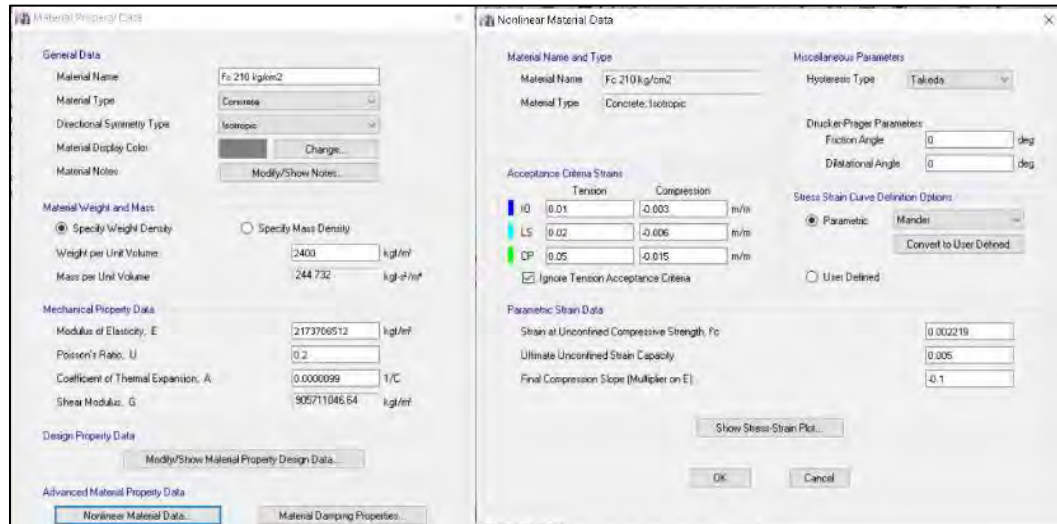 Material Property Data
General Data
Material Name Fc 210 kg/cm2
Material Type Concrete
Directional Symmetry Type Isotropic
Material Display Color Change...
Material Notes Modify/Show Notes...
Material Weight and Mass
Specify Weight Density Specify Mass Density
Weight per Unit Volume 2400 kgf/m³
Mass per Unit Volume 244.732 kgf-s²/m⁴
Mechanical Property Data
Modulus of Elasticity, E 2173706512 kgf/m²
Poisson's Ratio, U 0.2
Coefficient of Thermal Expansion, A 0.0000099 1/C
Shear Modulus, G 905711046.64 kgf/m²
Design Property Data
Modify/Show Material Property Design Data...
Advanced Material Property Data
Nonlinear Material Data... Material Damping Properties...
Nonlinear Material Data
Material Name and Type
Material Name Fc 210 kg/cm2
Material Type Concrete, Isotropic
Miscellaneous Parameters
Hysteresis Type Takeda
Drucker-Prager Parameters
Friction Angle 0 deg
Dilatational Angle 0 deg
Acceptance Criteria Strains
Tension Compression
IO 0.01 -0.003 m/m
LS 0.02 -0.006 m/m
CP 0.05 -0.015 m/m
Ignore Tension Acceptance Criteria
Stress Strain Curve Definition Options
Parametric Mander
Convert to User Defined
User Defined
Parametric Strain Data
Strain at Unconfined Compressive Strength, f'c 0.002219
Ultimate Unconfined Strain Capacity 0.005
Final Compression Slope (Multiplier on E) -0.1
Show Stress-Strain Plot...
OK Cancel